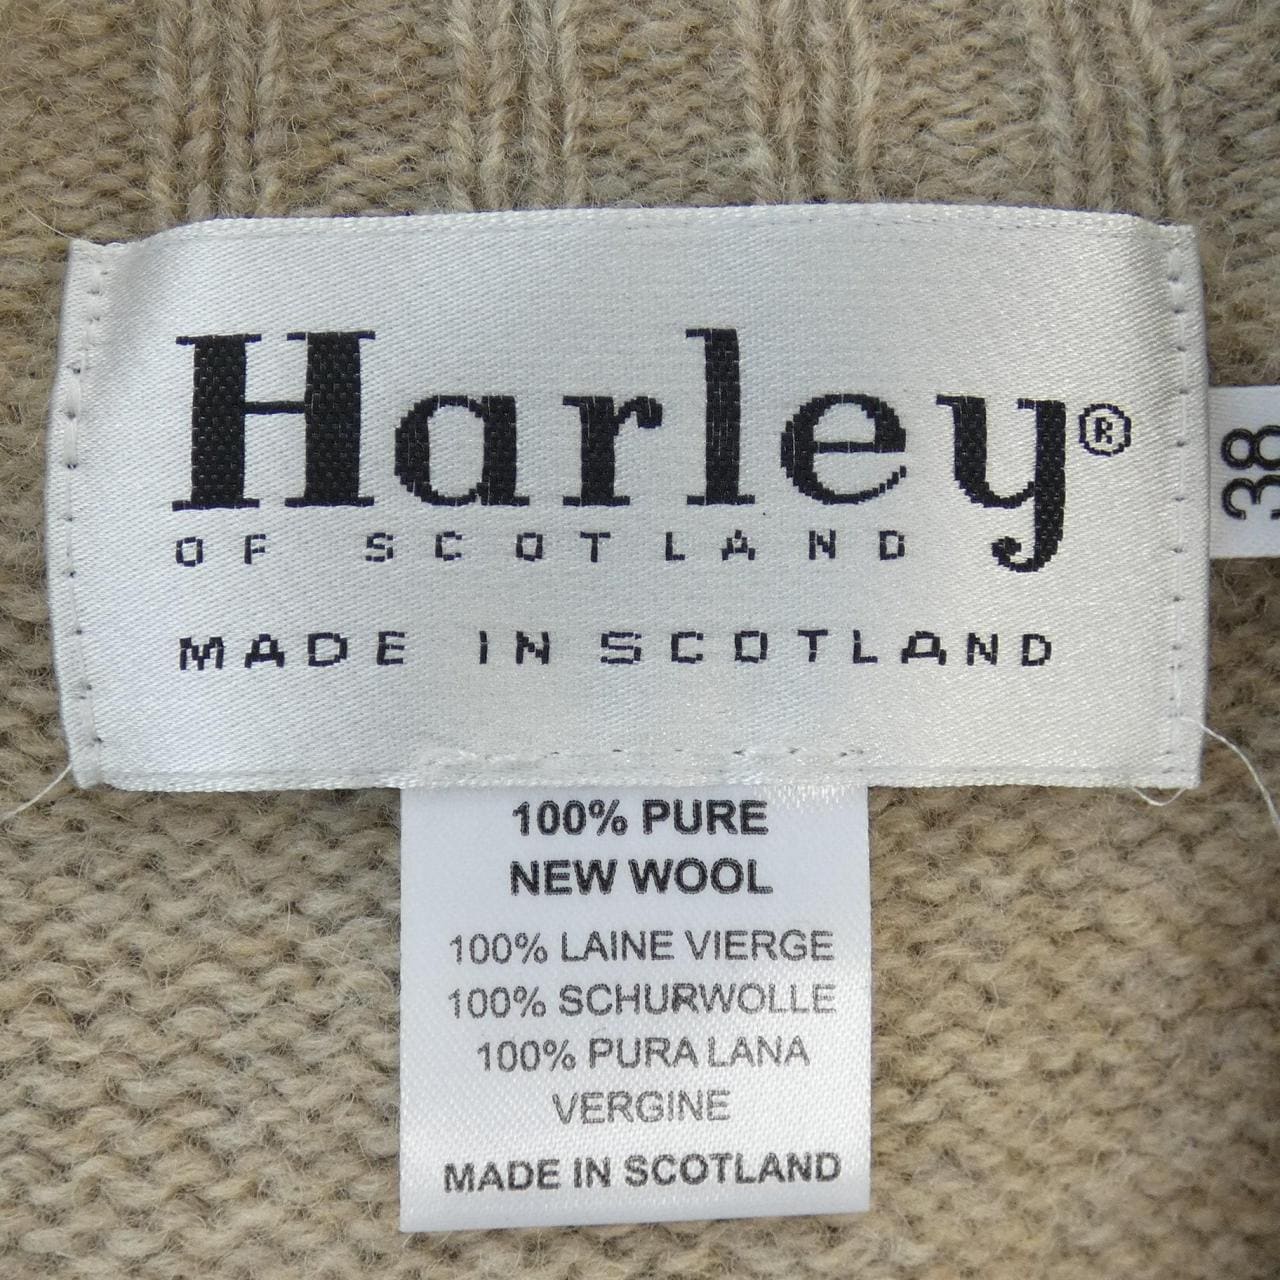 Harley®
OF SCOTLAND
MADE IN SCOTLAND
38
100% PURE
NEW WOOL
100% LAINE VIERGE
100% SCHURWOLLE
100% PURA LANA
VERGINE
MADE IN SCOTLAND